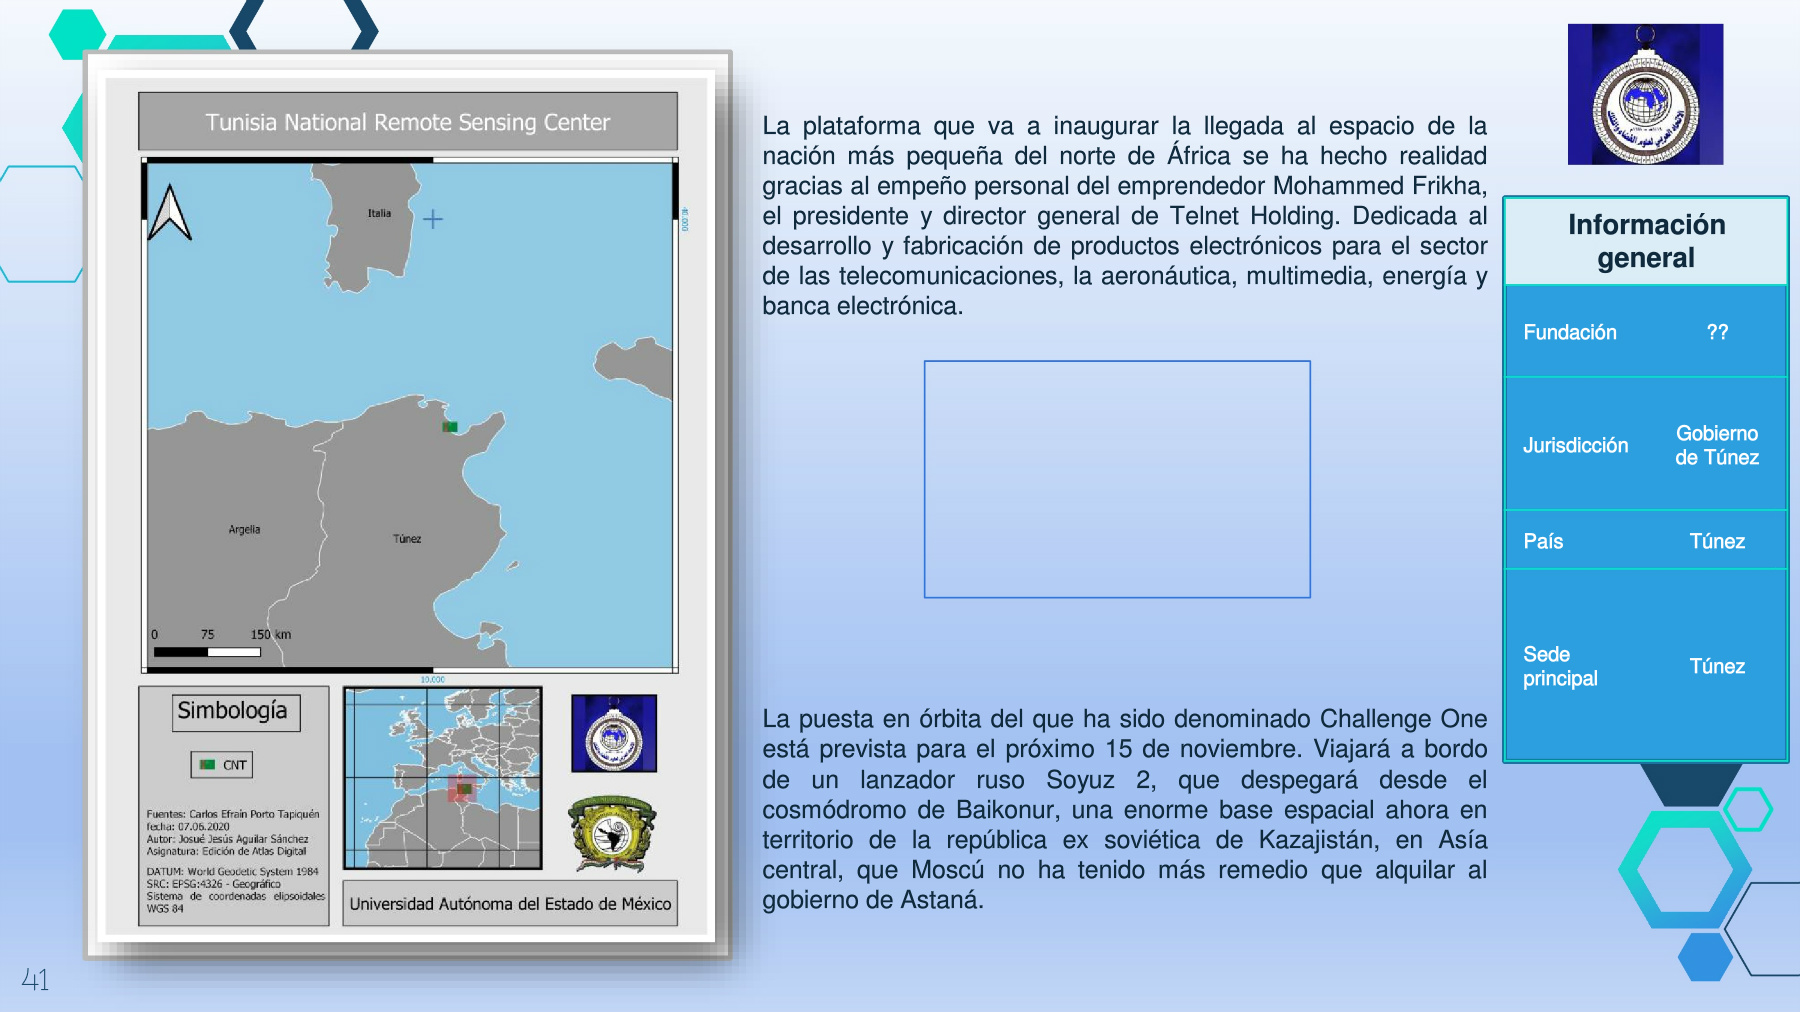 Tunisia National Remote Sensing Center
Italia
40.000
Argelia
Túnez
0 75 150 km
10.000
Simbología
CNT
Fuentes: Carlos Efraín Porto Tapiquén
fecha: 07.06.2020
Autor: Josué Jesús Aguilar Sánchez
Asignatura: Edición de Atlas Digital
DATUM: World Geodetic System 1984
SRC: EPSG:4326 - Geográfico
Sistema de coordenadas elipsoidales
WGS 84
Universidad Autónoma del Estado de México
La plataforma que va a inaugurar la llegada al espacio de la
nación más pequeña del norte de África se ha hecho realidad
gracias al empeño personal del emprendedor Mohammed Frikha,
el presidente y director general de Telnet Holding. Dedicada al
desarrollo y fabricación de productos electrónicos para el sector
de las telecomunicaciones, la aeronáutica, multimedia, energía y
banca electrónica.
La puesta en órbita del que ha sido denominado Challenge One
está prevista para el próximo 15 de noviembre. Viajará a bordo
de un lanzador ruso Soyuz 2, que despegará desde el
cosmódromo de Baikonur, una enorme base espacial ahora en
territorio de la república ex soviética de Kazajistán, en Asía
central, que Moscú no ha tenido más remedio que alquilar al
gobierno de Astaná.
Información
general
Fundación ??
Jurisdicción Gobierno
de Túnez
País Túnez
Sede
principal Túnez
41